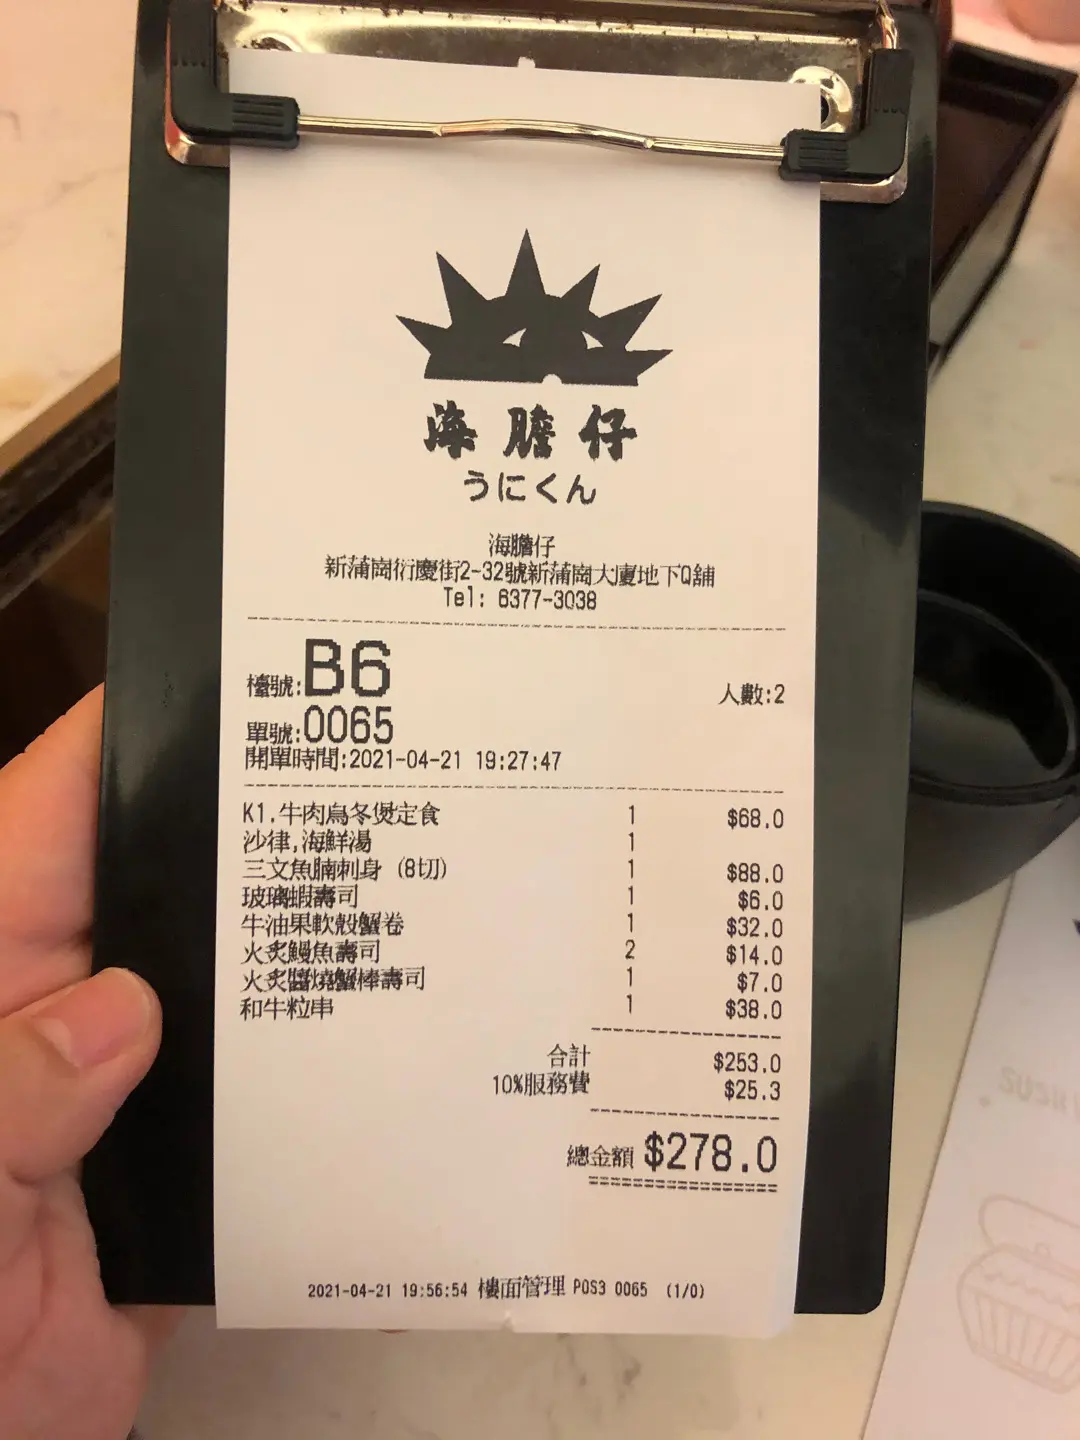 海膽仔
うにくん
海膽仔
新蒲崗衍慶街2-32號新蒲崗大廈地下Q舖
Tel: 6377-3038
檯號:B6 人數:2
單號:0065
開單時間:2021-04-21 19:27:47
K1.牛肉烏冬煲定食 1 $68.0
沙律,海鮮湯 1
三文魚腩刺身 (8切) 1 $88.0
玻璃蝦壽司 1 $6.0
牛油果軟殼蟹卷 1 $32.0
火炙鰻魚壽司 2 $14.0
火炙醬燒蟹棒壽司 1 $7.0
和牛粒串 1 $38.0
合計 $253.0
10%服務費 $25.3
總金額 $278.0
2021-04-21 19:56:54 樓面管理 POS3 0065 (1/0)